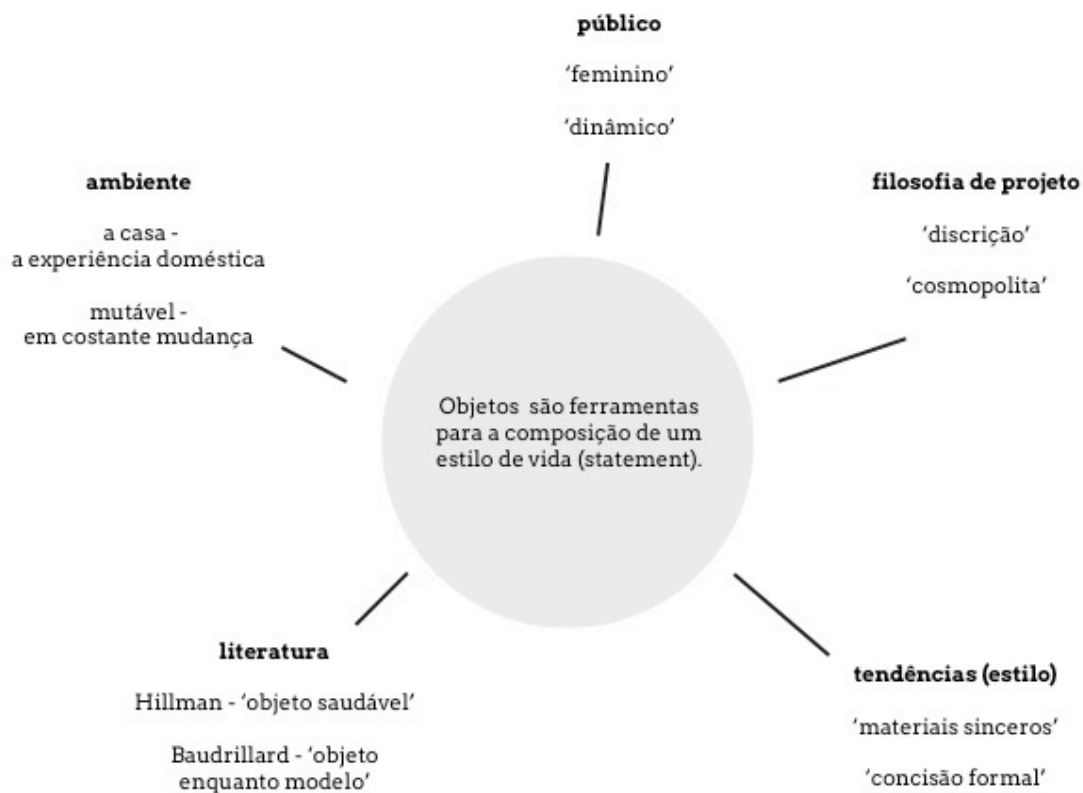 público
‘feminino’
‘dinâmico’
ambiente
a casa -
a experiência doméstica
mutável -
em costante mudança
filosofia de projeto
‘discrição’
‘cosmopolita’
Objetos são ferramentas
para a composição de um
estilo de vida (statement).
literatura
Hillman - ‘objeto saudável’
Baudrillard - ‘objeto
enquanto modelo’
tendências (estilo)
‘materiais sinceros’
‘concisão formal’